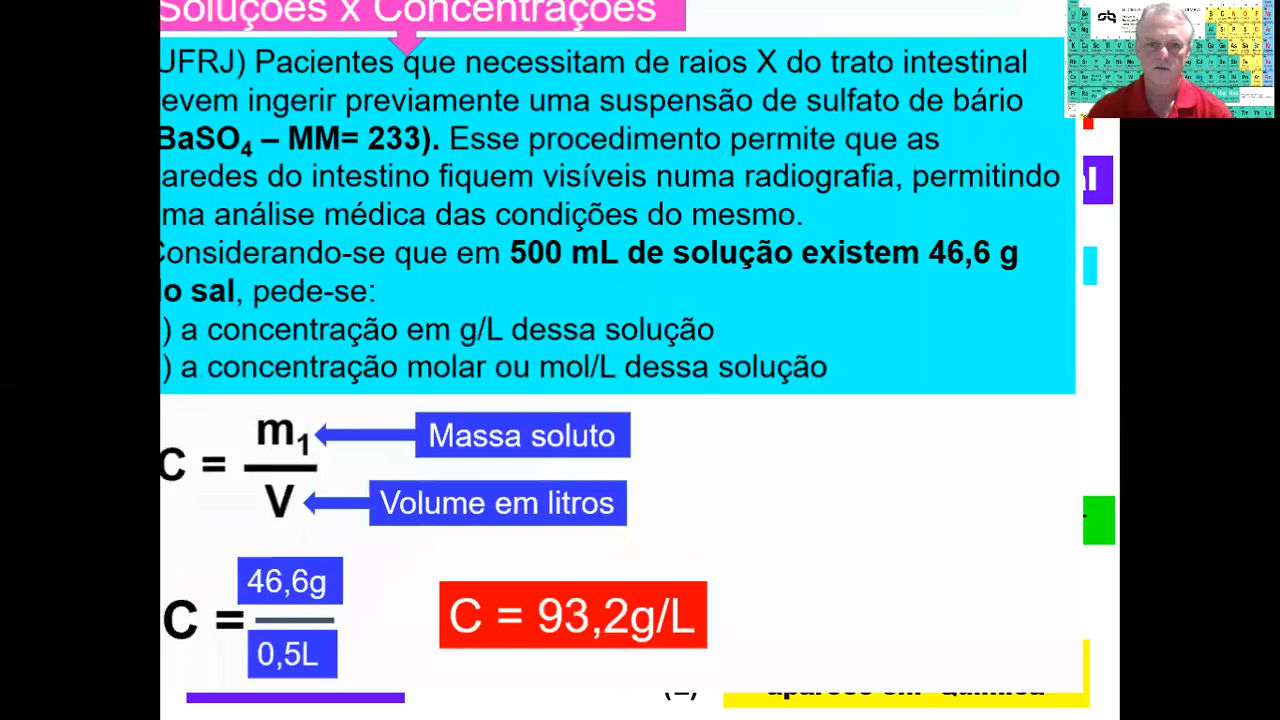 Soluções x Concentrações
UFRJ) Pacientes que necessitam de raios X do trato intestinal
evem ingerir previamente uma suspensão de sulfato de bário
BaSO₄ – MM= 233). Esse procedimento permite que as
aredes do intestino fiquem visíveis numa radiografia, permitindo
ma análise médica das condições do mesmo.
Considerando-se que em 500 mL de solução existem 46,6 g
do sal, pede-se:
) a concentração em g/L dessa solução
) a concentração molar ou mol/L dessa solução
C = m₁ / V
Massa soluto
Volume em litros
C = 46,6g / 0,5L
C = 93,2g/L